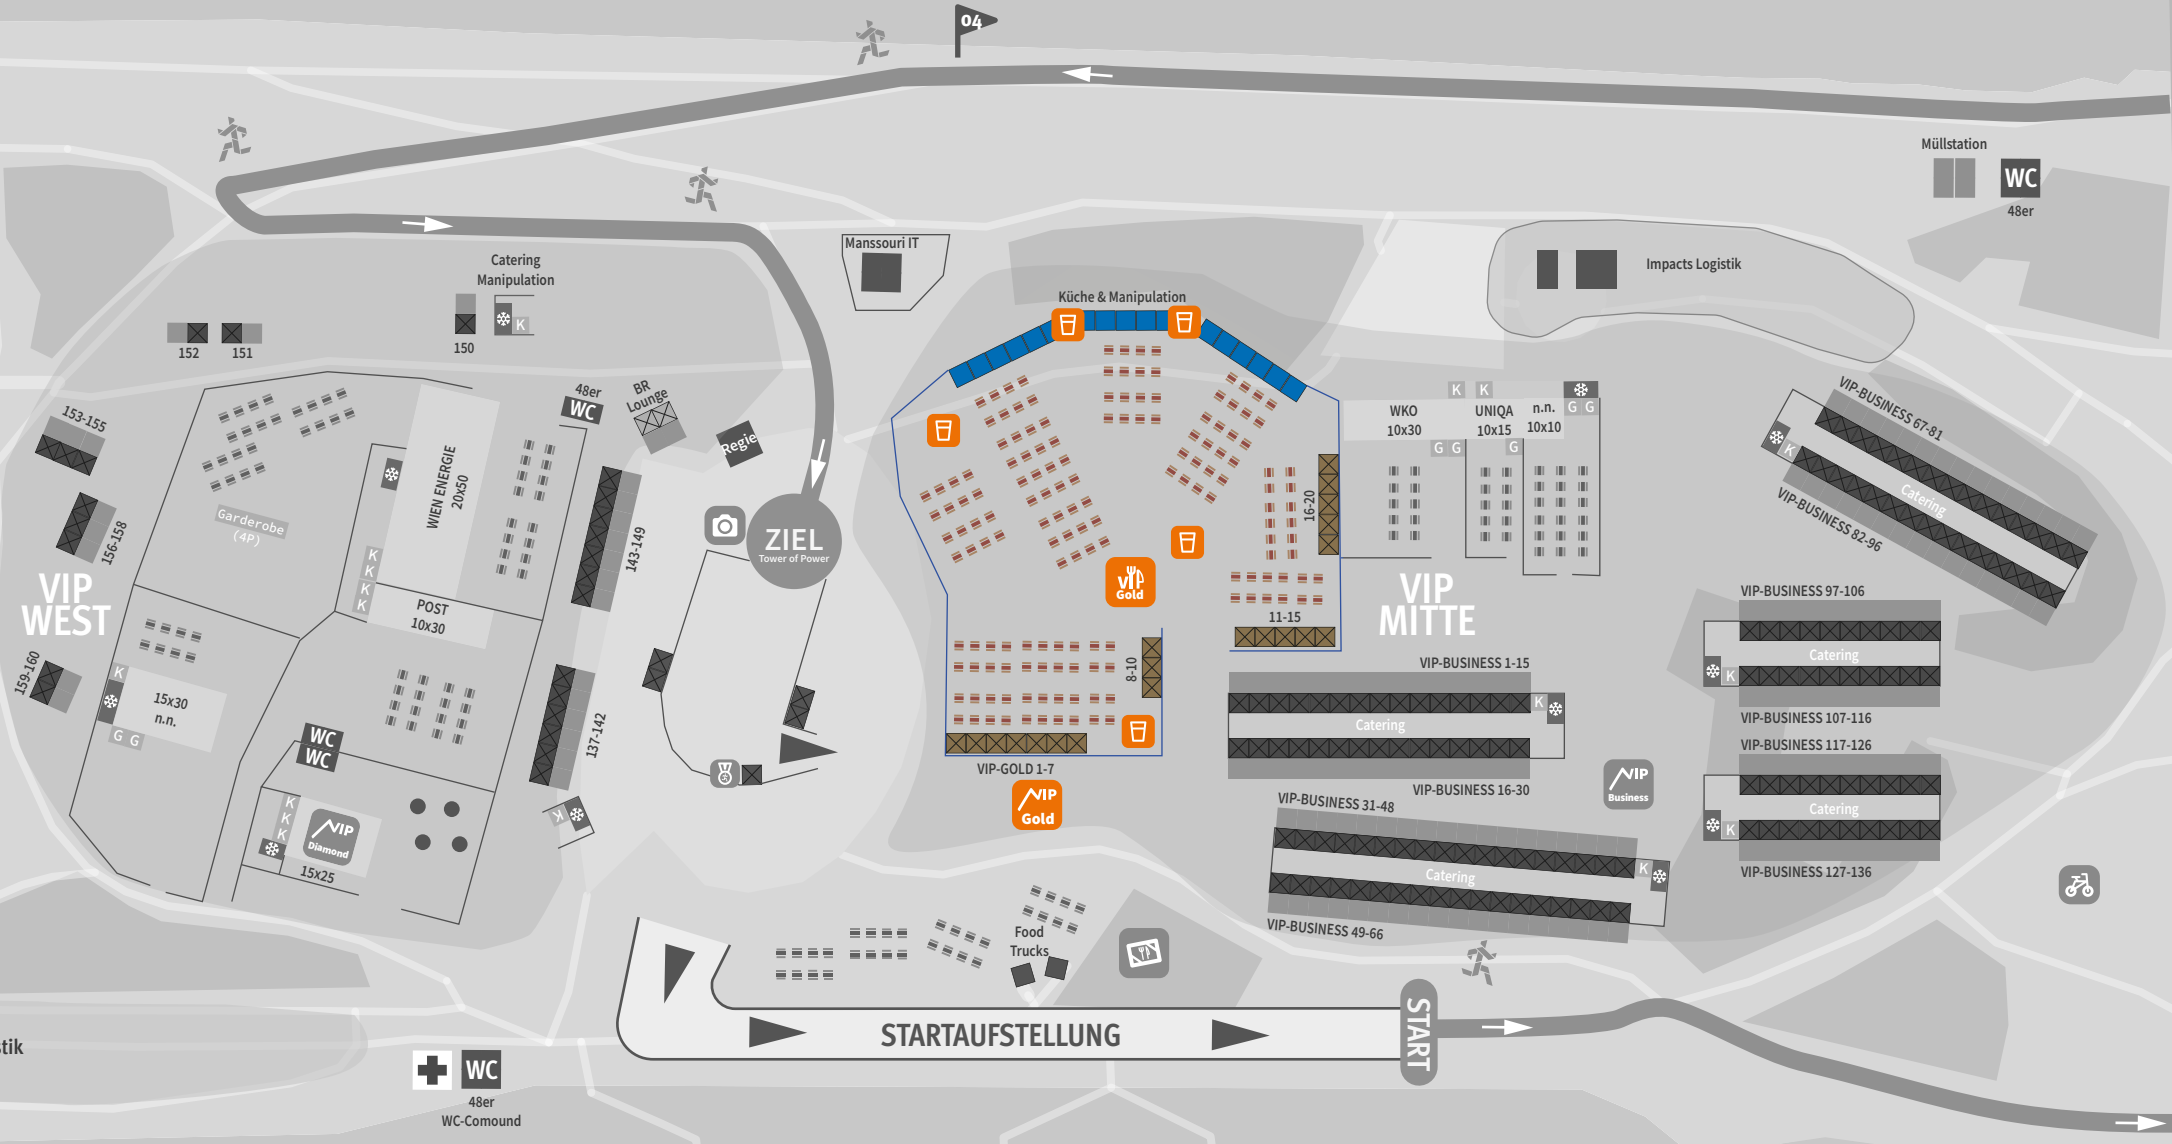 04
Müllstation
WC
48er
Manssouri IT
Impacts Logistik
Catering
Manipulation
K
150
152
151
Küche & Manipulation
48er
WC
BR
Lounge
Regie
153-155
156-158
159-160
VIP
WEST
Garderobe
(4P)
WIEN ENERGIE
20x50
K
K
K
K
POST
10x30
143-149
137-142
ZIEL
Tower of Power
K
15x30
n.n.
G G
WC
WC
K
K
K
VIP
Diamond
15x25
K
VIP
Gold
16-20
11-15
8-10
VIP-GOLD 1-7
VIP
Gold
K K
WKO
10x30
UNIQA
10x15
n.n.
10x10
G G
G G
G
VIP
MITTE
VIP-BUSINESS 1-15
K
Catering
VIP-BUSINESS 16-30
VIP-BUSINESS 31-48
K
Catering
VIP-BUSINESS 49-66
VIP
Business
VIP-BUSINESS 67-81
K
Catering
VIP-BUSINESS 82-96
VIP-BUSINESS 97-106
Catering
K
VIP-BUSINESS 107-116
VIP-BUSINESS 117-126
Catering
K
VIP-BUSINESS 127-136
Food
Trucks
STARTAUFSTELLUNG
START
stik
WC
48er
WC-Comound